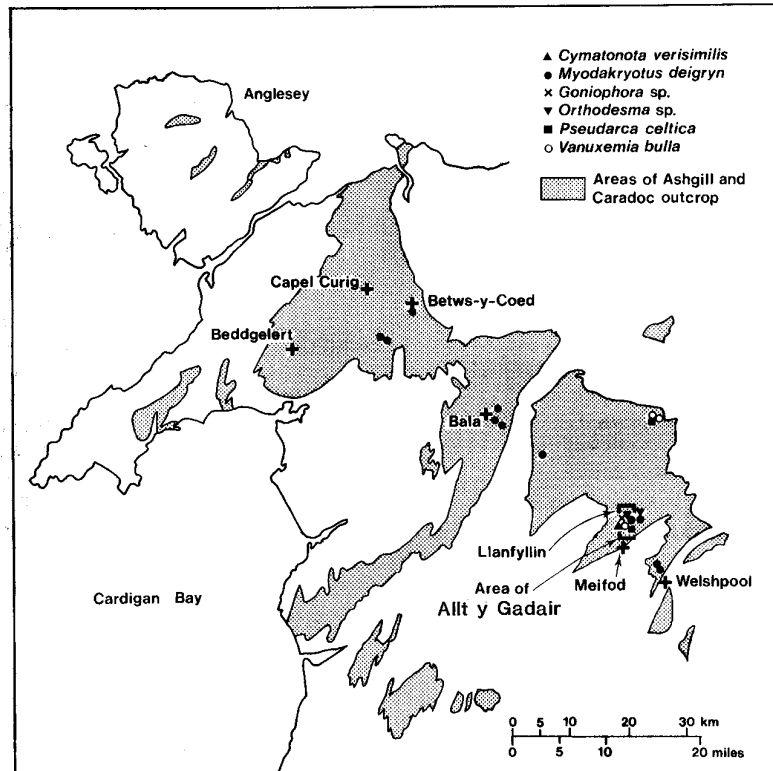 Anglesey
▲ Cymatonota verisimilis
● Myodakryotus deigryn
× Goniophora sp.
▼ Orthodesma sp.
■ Pseudarca celtica
○ Vanuxemia bulla
Areas of Ashgill and
Caradoc outcrop
Capel Curig
Betws-y-Coed
Beddgelert
Bala
Llanfyllin
Area of
Allt y Gadair
Meifod
Welshpool
Cardigan Bay
0 5 10 20 30 km
0 5 10 20 miles